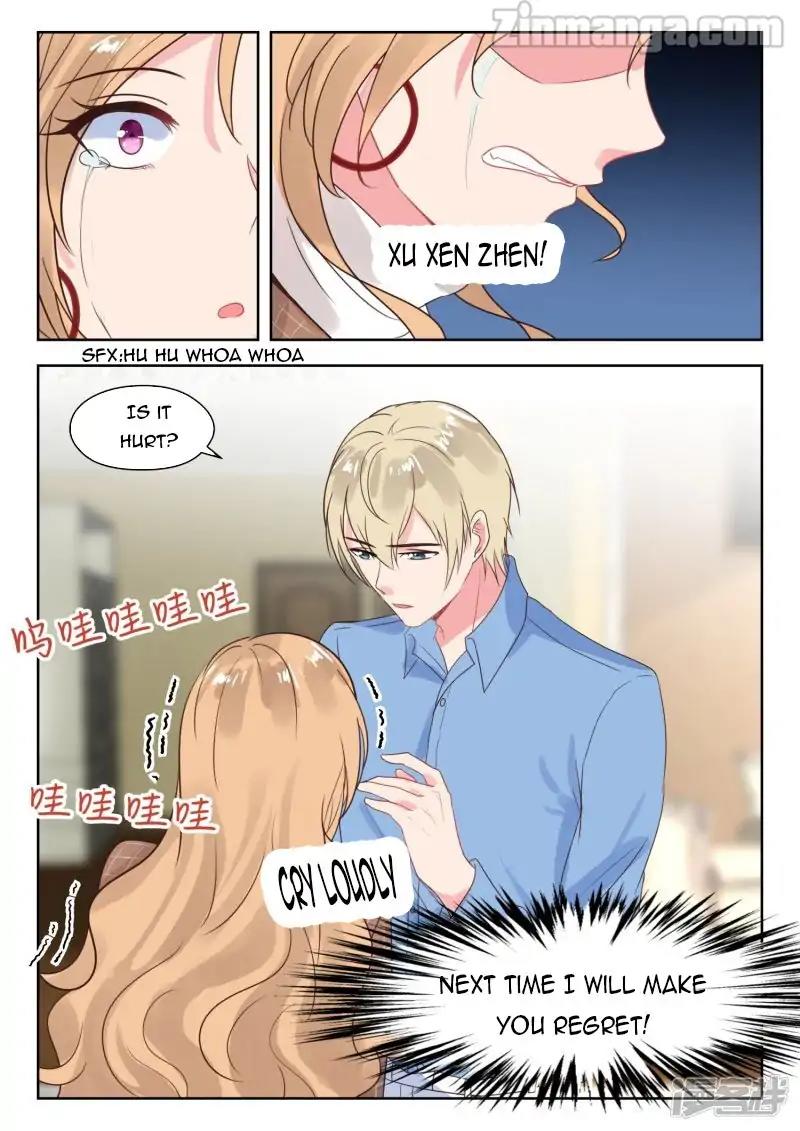 Zinmanga.com
XU XEN ZHEN!
SFX:HU HU WHOA WHOA
IS IT
HURT?
呜哇哇哇哇
哇哇哇哇
CRY LOUDLY
NEXT TIME I WILL MAKE
YOU REGRET!
漫客栈